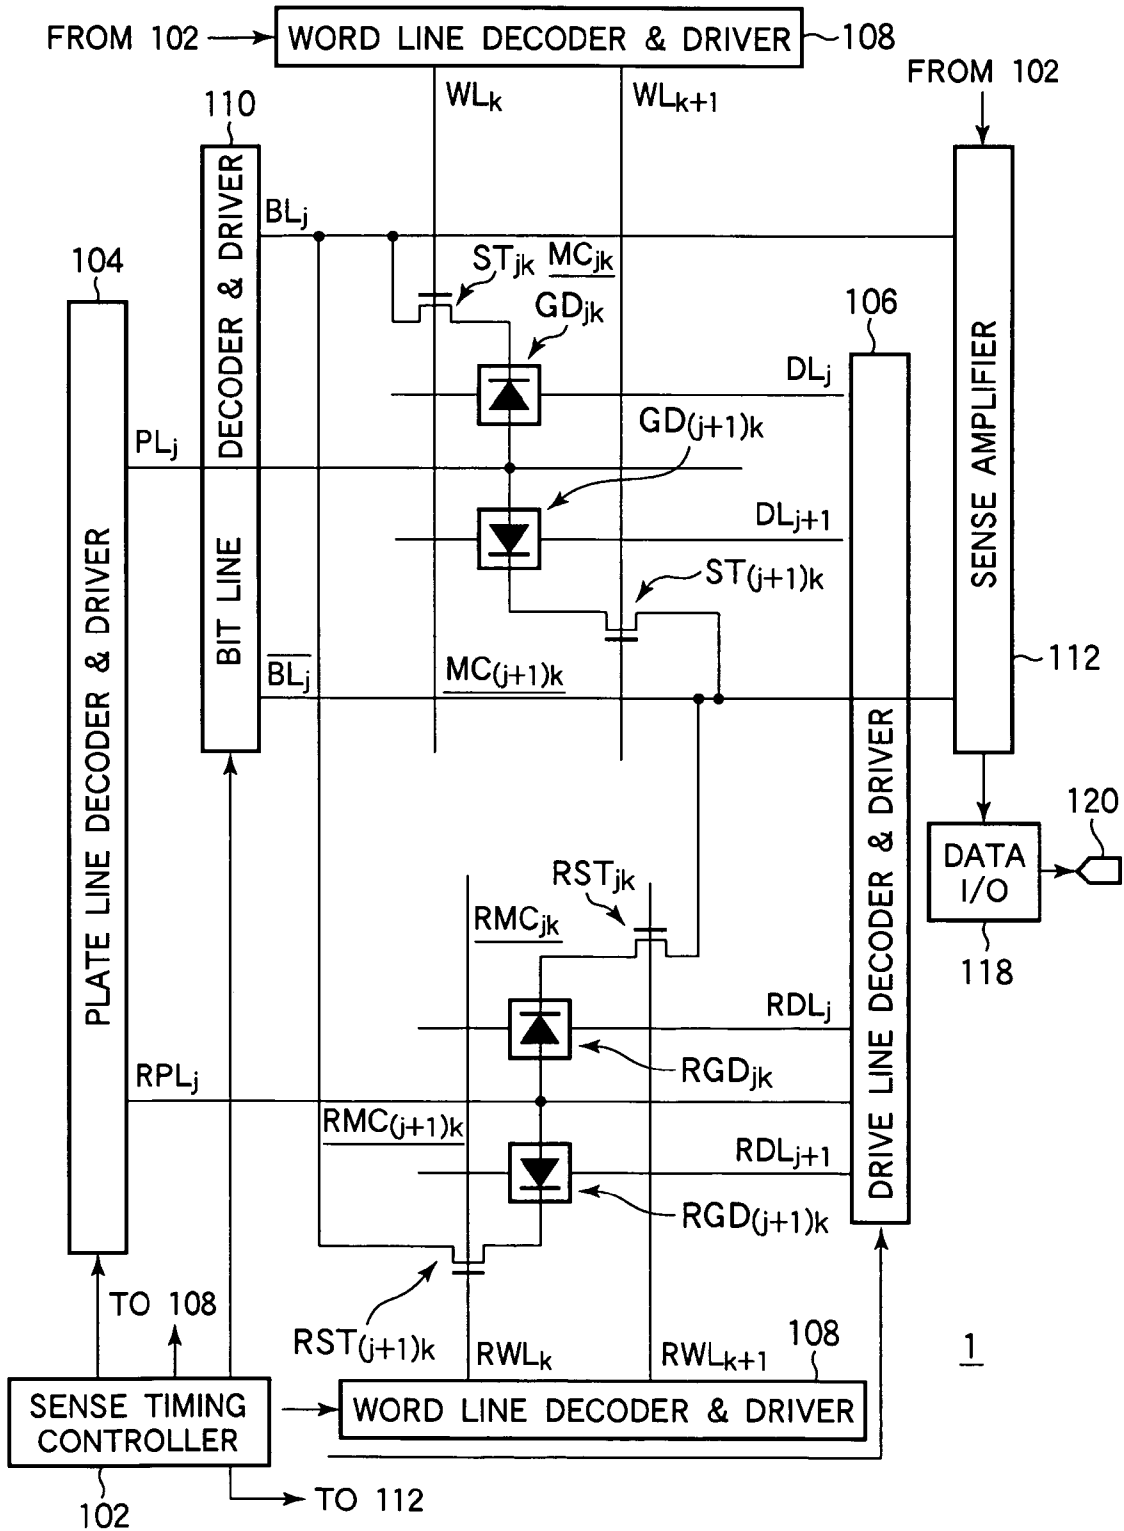 FROM 102
WORD LINE DECODER & DRIVER
108
FROM 102
110
WLk
WLk+1
BIT LINE DECODER & DRIVER
BLj
104
STjk
MCjk
GDjk
106
DLj
GD(j+1)k
PLj
DLj+1
ST(j+1)k
SENSE AMPLIFIER
112
BLj
MC(j+1)k
PLATE LINE DECODER & DRIVER
DRIVE LINE DECODER & DRIVER
120
DATA
I/O
118
RSTjk
RMCjk
RDLj
RGDjk
RPLj
RMC(j+1)k
RDLj+1
RGD(j+1)k
TO 108
RST(j+1)k
RWLk
RWLk+1
108
1
SENSE TIMING
CONTROLLER
WORD LINE DECODER & DRIVER
102
TO 112